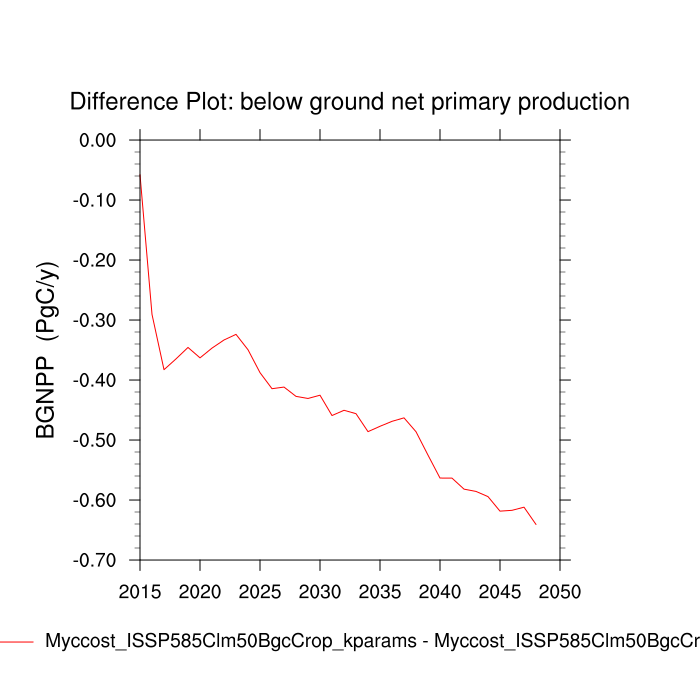 Difference Plot: below ground net primary production
0.00
-0.10
-0.20
-0.30
-0.40
-0.50
-0.60
-0.70
BGNPP (PgC/y)
2015 2020 2025 2030 2035 2040 2045 2050
Myccost_ISSP585Clm50BgcCrop_kparams - Myccost_ISSP585Clm50BgcCr